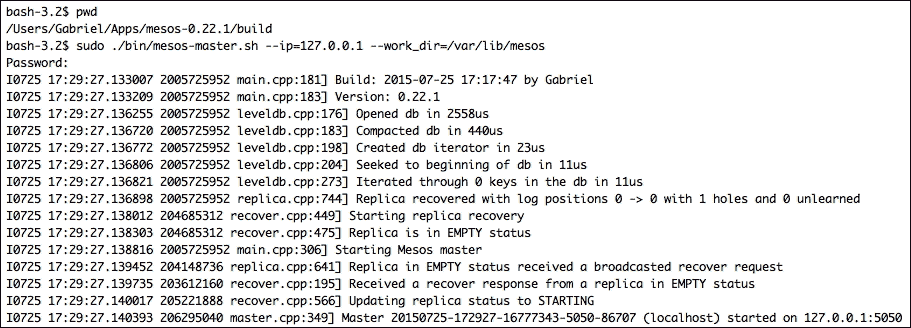 bash-3.2$ pwd
/Users/Gabriel/Apps/mesos-0.22.1/build
bash-3.2$ sudo ./bin/mesos-master.sh --ip=127.0.0.1 --work_dir=/var/lib/mesos
Password:
I0725 17:29:27.133007 2005725952 main.cpp:181] Build: 2015-07-25 17:17:47 by Gabriel
I0725 17:29:27.133209 2005725952 main.cpp:183] Version: 0.22.1
I0725 17:29:27.136255 2005725952 leveldb.cpp:176] Opened db in 2558us
I0725 17:29:27.136720 2005725952 leveldb.cpp:183] Compacted db in 440us
I0725 17:29:27.136772 2005725952 leveldb.cpp:198] Created db iterator in 23us
I0725 17:29:27.136806 2005725952 leveldb.cpp:204] Seeked to beginning of db in 11us
I0725 17:29:27.136821 2005725952 leveldb.cpp:273] Iterated through 0 keys in the db in 11us
I0725 17:29:27.136898 2005725952 replica.cpp:744] Replica recovered with log positions 0 -> 0 with 1 holes and 0 unlearned
I0725 17:29:27.138012 204685312 recover.cpp:449] Starting replica recovery
I0725 17:29:27.138303 204685312 recover.cpp:475] Replica is in EMPTY status
I0725 17:29:27.138816 2005725952 main.cpp:306] Starting Mesos master
I0725 17:29:27.139452 204148736 replica.cpp:641] Replica in EMPTY status received a broadcasted recover request
I0725 17:29:27.139735 203612160 recover.cpp:195] Received a recover response from a replica in EMPTY status
I0725 17:29:27.140017 205221888 recover.cpp:566] Updating replica status to STARTING
I0725 17:29:27.140393 206295040 master.cpp:349] Master 20150725-172927-16777343-5050-86707 (localhost) started on 127.0.0.1:5050